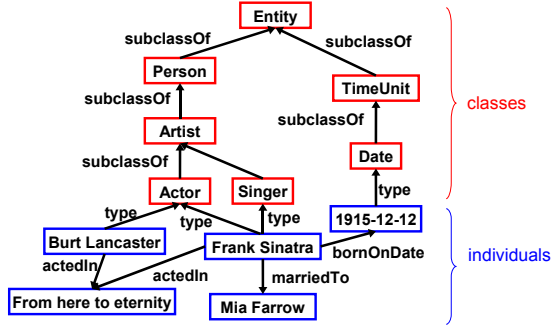 Entity
subclassOf
subclassOf
Person
TimeUnit
subclassOf
classes
subclassOf
Artist
Date
subclassOf
type
Actor
Singer
type
type
type
1915-12-12
Burt Lancaster
Frank Sinatra
bornOnDate
individuals
actedIn
actedIn
marriedTo
From here to eternity
Mia Farrow